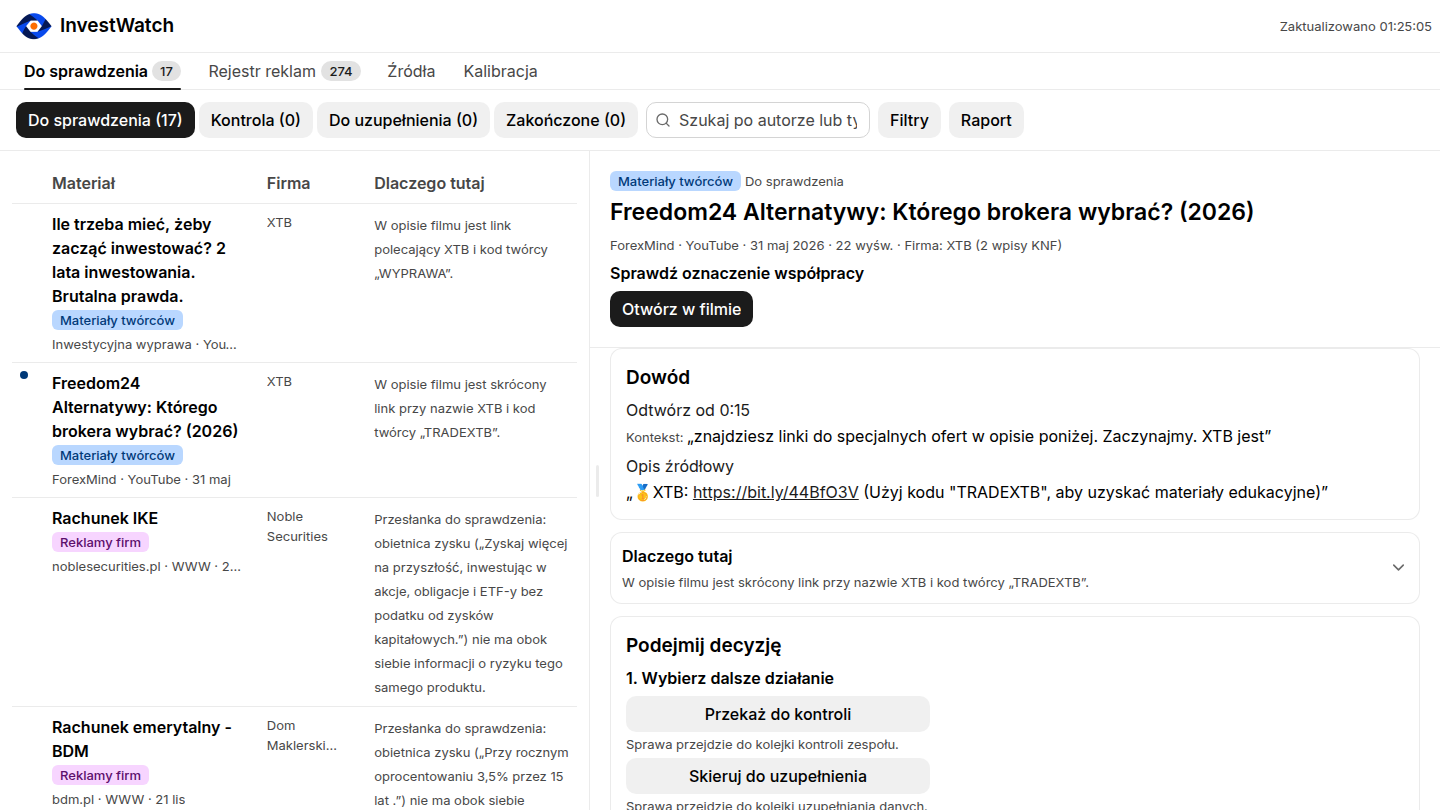 InvestWatch
Zaktualizowano 01:25:05
Do sprawdzenia 17
Rejestr reklam 274
Źródła
Kalibracja
Do sprawdzenia (17)
Kontrola (0)
Do uzupełnienia (0)
Zakończone (0)
Szukaj po autorze lub ty
Filtry
Raport
Materiał
Firma
Dlaczego tutaj
Ile trzeba mieć, żeby
zacząć inwestować? 2
lata inwestowania.
Brutalna prawda.
Materiały twórców
Inwestycyjna wyprawa · You...
XTB
W opisie filmu jest link
polecający XTB i kod twórcy
„WYPRAWA”.
Freedom24
Alternatywy: Którego
brokera wybrać? (2026)
Materiały twórców
ForexMind · YouTube · 31 maj
XTB
W opisie filmu jest skrócony
link przy nazwie XTB i kod
twórcy „TRADEXTB”.
Rachunek IKE
Reklamy firm
noblesecurities.pl · WWW · 2...
Noble
Securities
Przesłanka do sprawdzenia:
obietnica zysku („Zyskaj więcej
na przyszłość, inwestując w
akcje, obligacje i ETF-y bez
podatku od zysków
kapitałowych.”) nie ma obok
siebie informacji o ryzyku tego
samego produktu.
Rachunek emerytalny -
BDM
Reklamy firm
bdm.pl · WWW · 21 lis
Dom
Maklerski...
Przesłanka do sprawdzenia:
obietnica zysku („Przy rocznym
oprocentowaniu 3,5% przez 15
lat .”) nie ma obok siebie
Materiały twórców Do sprawdzenia
Freedom24 Alternatywy: Którego brokera wybrać? (2026)
ForexMind · YouTube · 31 maj 2026 · 22 wyśw. · Firma: XTB (2 wpisy KNF)
Sprawdź oznaczenie współpracy
Otwórz w filmie
Dowód
Odtwórz od 0:15
Kontekst: „znajdziesz linki do specjalnych ofert w opisie poniżej. Zaczynajmy. XTB jest”
Opis źródłowy
„🥇XTB: https://bit.ly/44BfO3V (Użyj kodu "TRADEXTB", aby uzyskać materiały edukacyjne)”
Dlaczego tutaj
W opisie filmu jest skrócony link przy nazwie XTB i kod twórcy „TRADEXTB”.
Podejmij decyzję
1. Wybierz dalsze działanie
Przekaż do kontroli
Sprawa przejdzie do kolejki kontroli zespołu.
Skieruj do uzupełnienia
Sprawa przejdzie do kolejki uzupełniania danych.